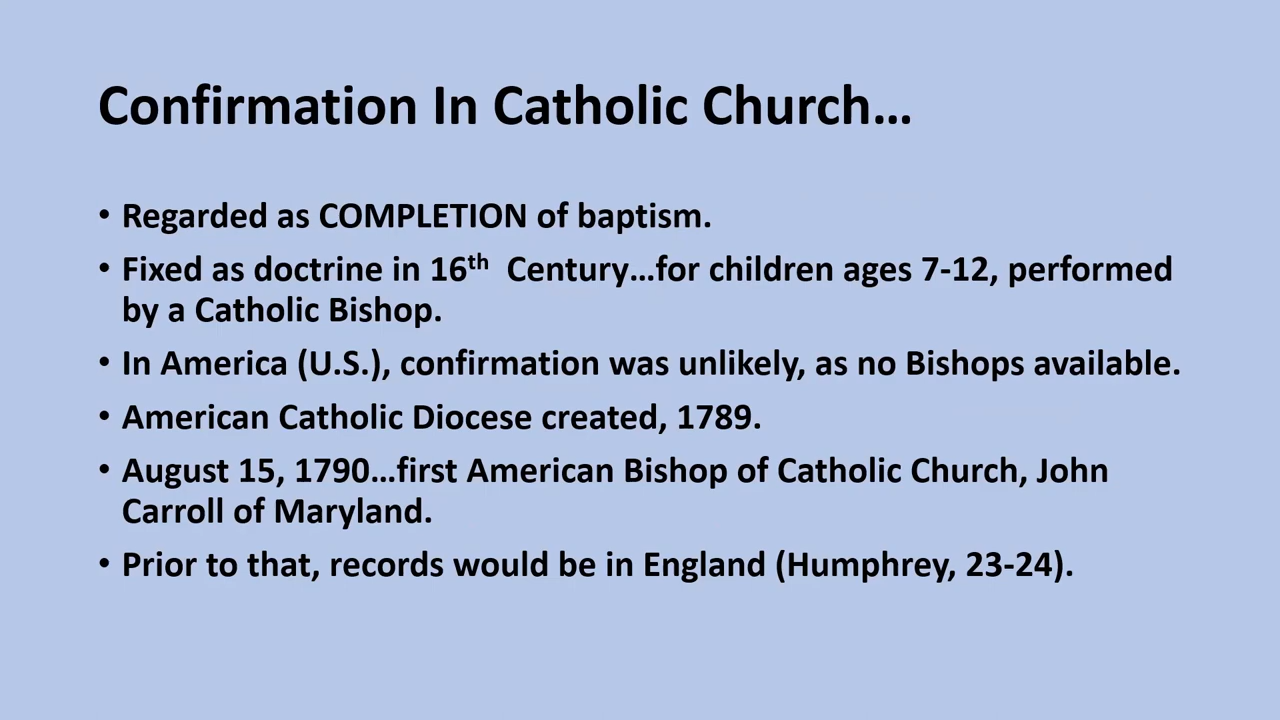 Confirmation In Catholic Church…
• Regarded as COMPLETION of baptism.
• Fixed as doctrine in 16th Century…for children ages 7-12, performed
by a Catholic Bishop.
• In America (U.S.), confirmation was unlikely, as no Bishops available.
• American Catholic Diocese created, 1789.
• August 15, 1790…first American Bishop of Catholic Church, John
Carroll of Maryland.
• Prior to that, records would be in England (Humphrey, 23-24).